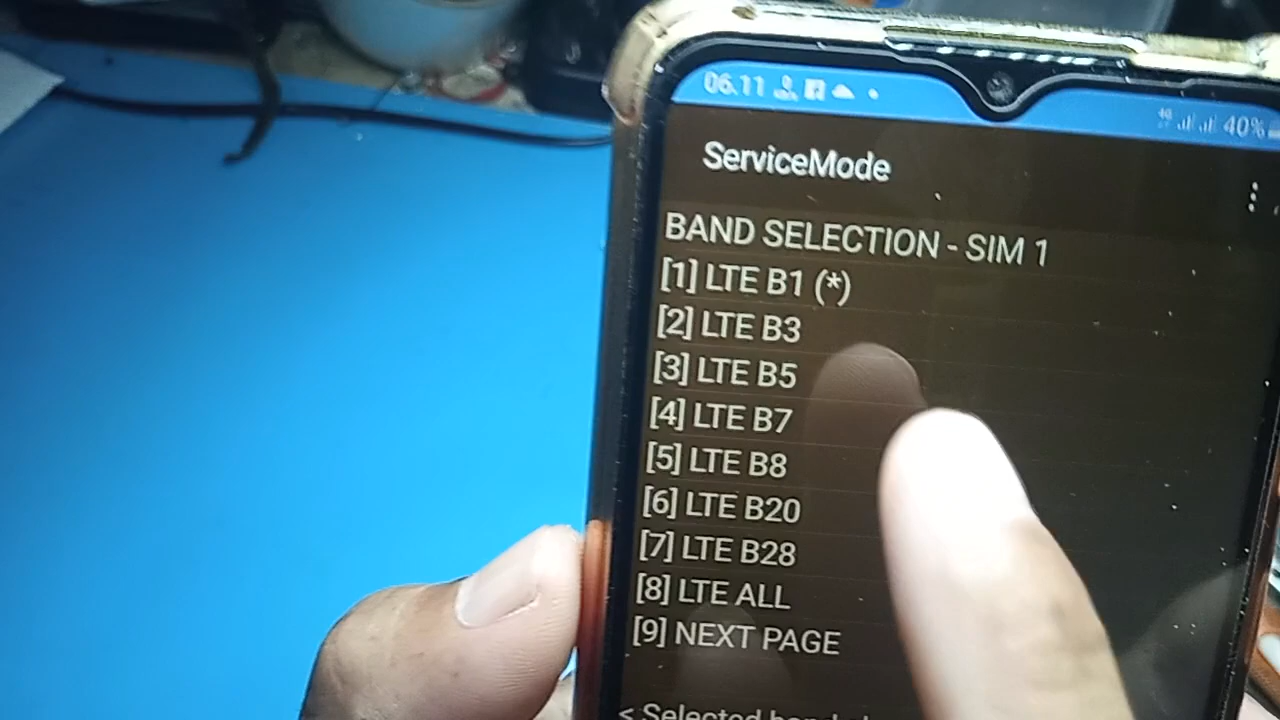 06.11
40%
ServiceMode
BAND SELECTION - SIM 1
[1] LTE B1 (*)
[2] LTE B3
[3] LTE B5
[4] LTE B7
[5] LTE B8
[6] LTE B20
[7] LTE B28
[8] LTE ALL
[9] NEXT PAGE
< Selected